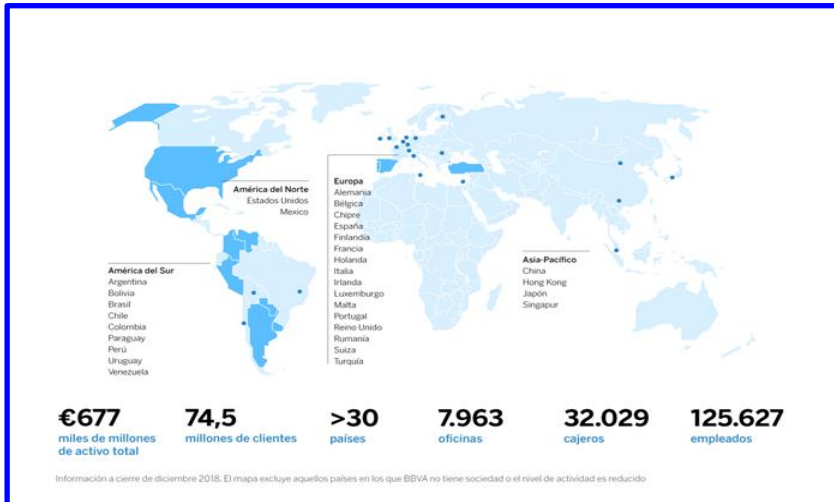 América del Norte
Estados Unidos
Mexico
Europa
Alemania
Bélgica
Chipre
España
Finlandia
Francia
Holanda
Italia
Irlanda
Luxemburgo
Malta
Portugal
Reino Unido
Rumanía
Suiza
Turquía
América del Sur
Argentina
Bolivia
Brasil
Chile
Colombia
Paraguay
Perú
Uruguay
Venezuela
Asia-Pacífico
China
Hong Kong
Japón
Singapur
€677
miles de millones
de activo total
74,5
millones de clientes
>30
países
7.963
oficinas
32.029
cajeros
125.627
empleados
Información a cierre de diciembre 2018. El mapa excluye aquellos países en los que BBVA no tiene sociedad o el nivel de actividad es reducido